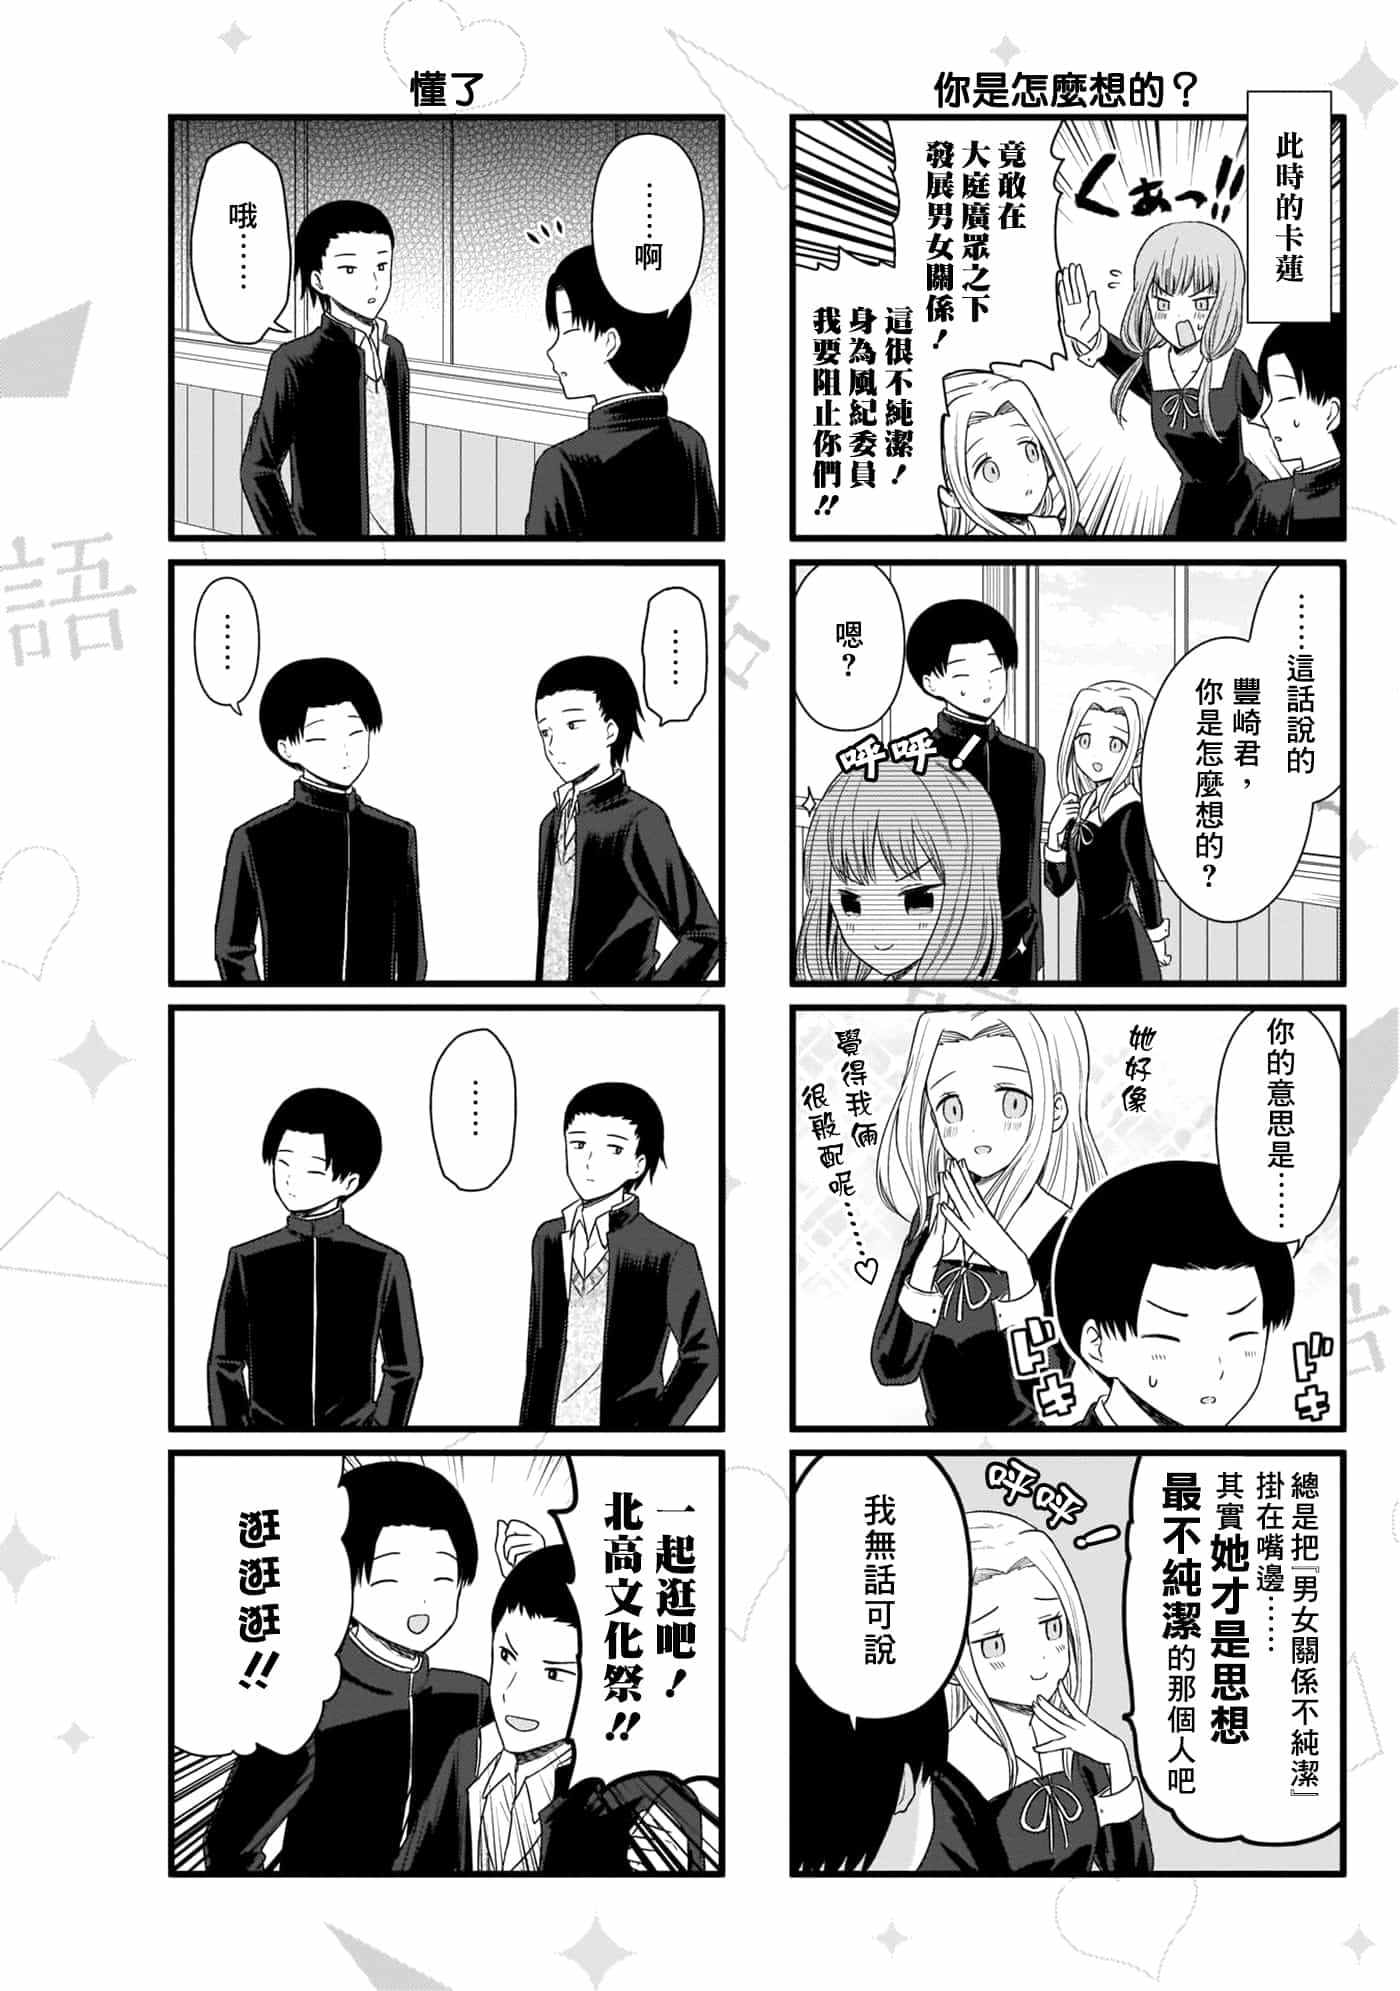 你是怎麼想的？
此時的卡蓮
くぁっ!!
竟敢在
大庭廣眾之下
發展男女關係！
這很不純潔！
身為風紀委員
我要阻止你們!!
……這話說的
豐崎君，
你是怎麼想的？
嗯？
呼呼！
你的意思是……
她好像
覺得我倆
很般配呢……♡
ドキ
ドキ
總是把『男女關係不純潔』
掛在嘴邊……
其實她才是思想
最不純潔的那個人吧
呼呼！
我無話可說
懂了
……啊
哦……
……
……
……
一起逛吧！
北高文化祭!!
逛逛逛!!
語
話
語
話